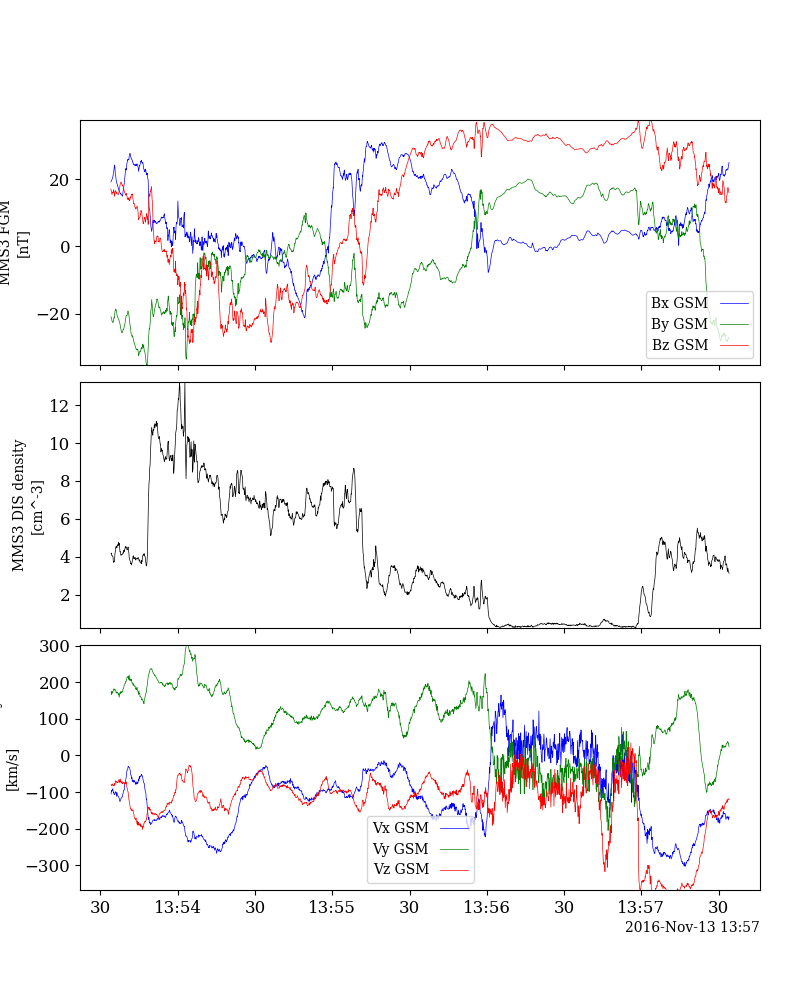 MMS3 FGM
[nT]
20
0
−20
Bx GSM
By GSM
Bz GSM
MMS3 DIS density
[cm^-3]
12
10
8
6
4
2
[km/s]
300
200
100
0
−100
−200
−300
Vx GSM
Vy GSM
Vz GSM
30 13:54 30 13:55 30 13:56 30 13:57 30
2016-Nov-13 13:57